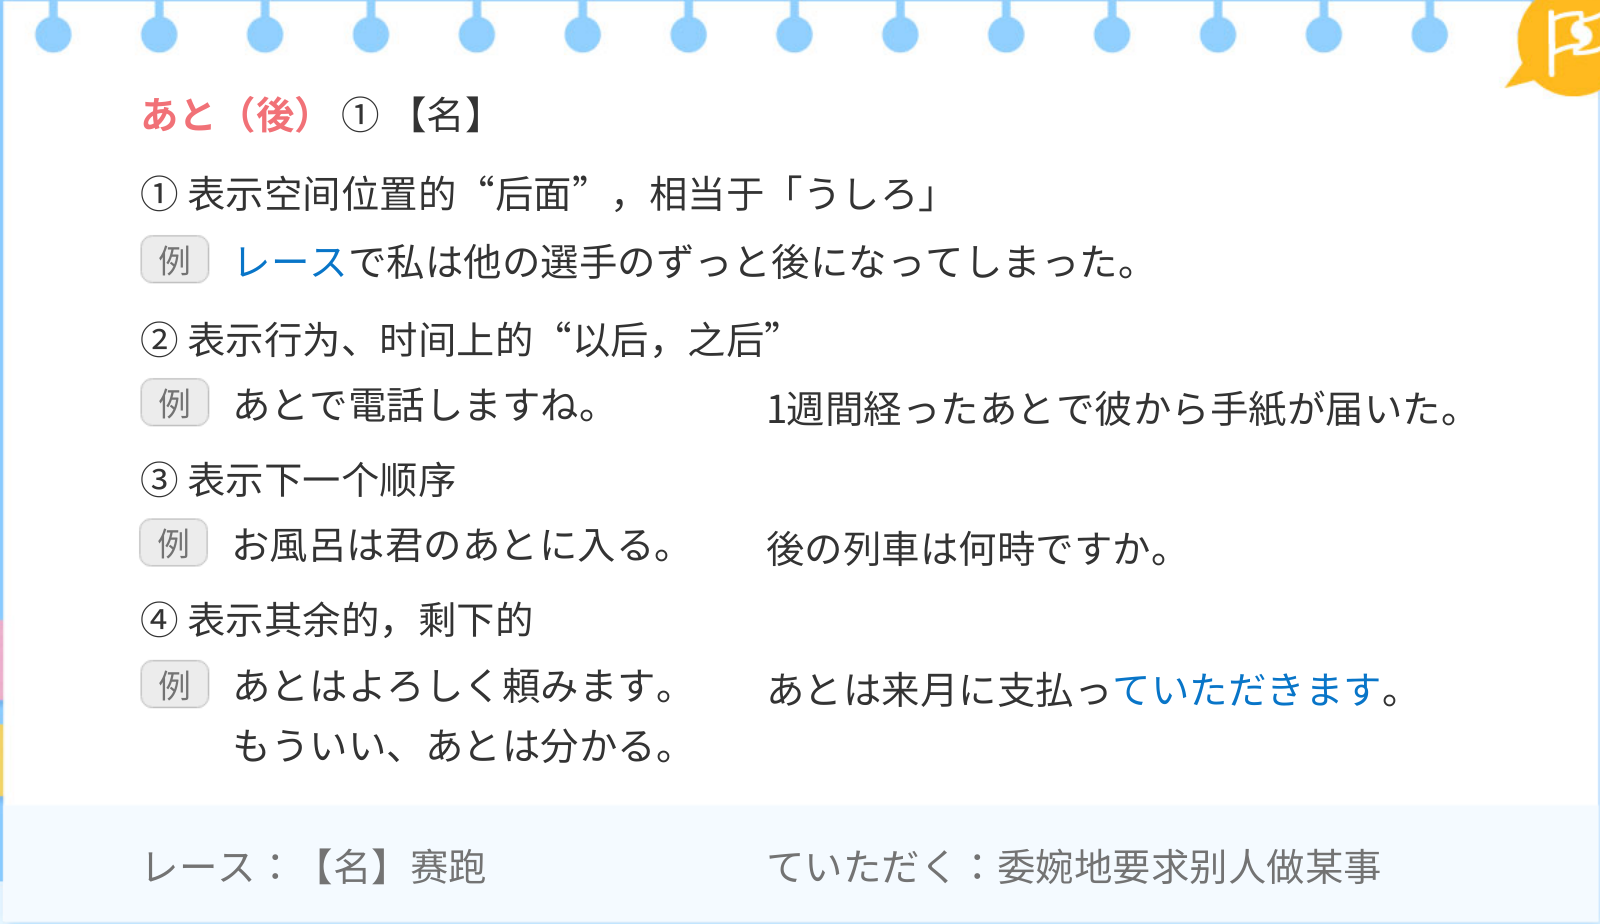 あと（後）①【名】
①表示空间位置的“后面”，相当于「うしろ」
例 レースで私は他の選手のずっと後になってしまった。
②表示行为、时间上的“以后，之后”
例 あとで電話しますね。 1週間経ったあとで彼から手紙が届いた。
③表示下一个顺序
例 お風呂は君のあとに入る。 後の列車は何時ですか。
④表示其余的，剩下的
例 あとはよろしく頼みます。 あとは来月に支払っていただきます。
もういい、あとは分かる。
レース：【名】赛跑 ていただく：委婉地要求别人做某事